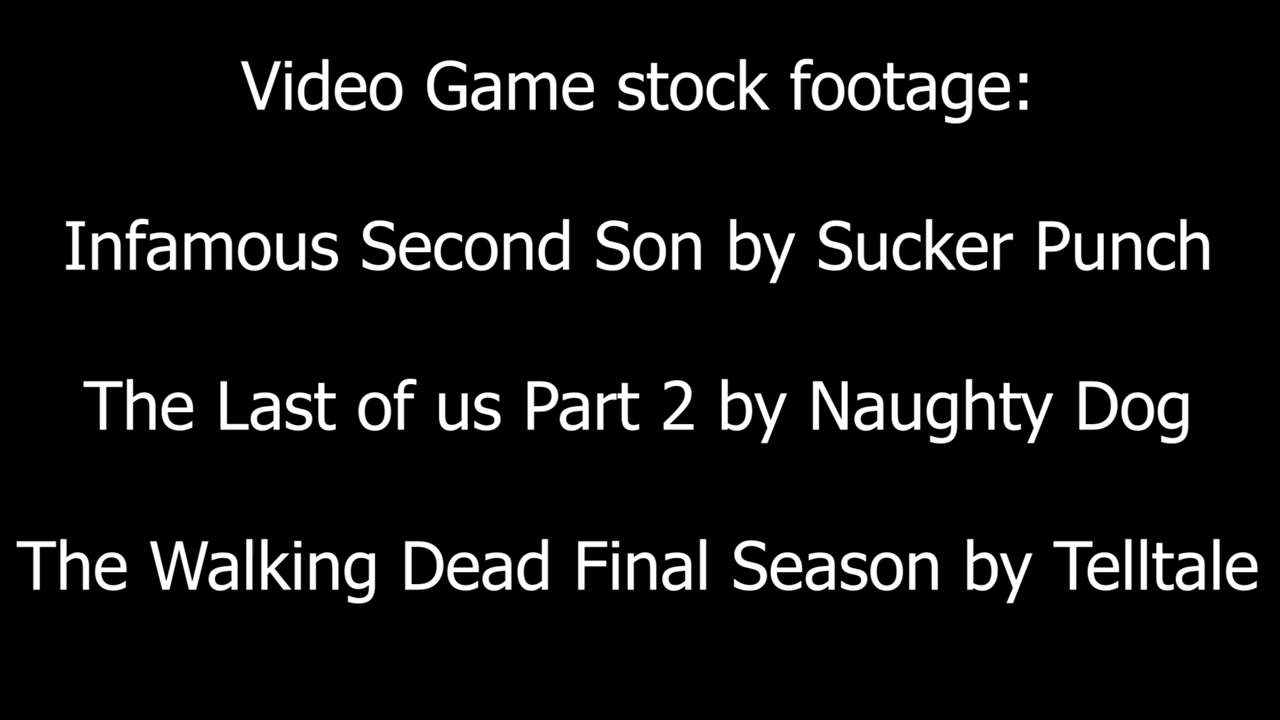 Video Game stock footage:
Infamous Second Son by Sucker Punch
The Last of us Part 2 by Naughty Dog
The Walking Dead Final Season by Telltale